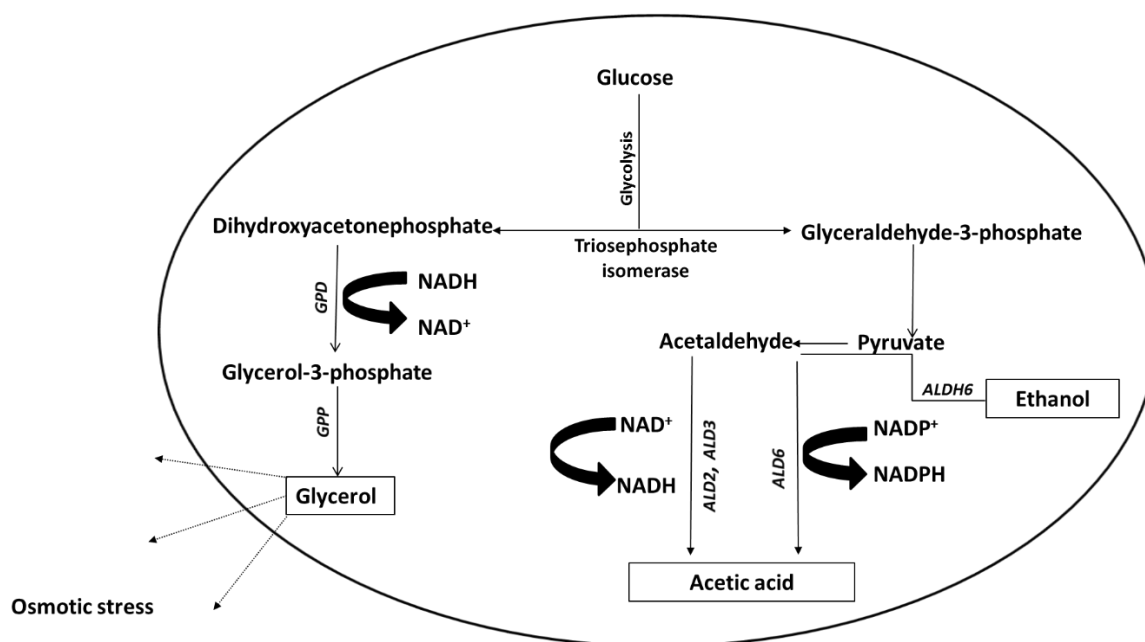 Glucose
Glycolysis
Dihydroxyacetonephosphate
Triosephosphate
isomerase
Glyceraldehyde-3-phosphate
GPD
NADH
NAD⁺
Acetaldehyde
Pyruvate
Glycerol-3-phosphate
ALDH6
Ethanol
GPP
NAD⁺
NADH
ALD2, ALD3
ALD6
NADP⁺
NADPH
Glycerol
Acetic acid
Osmotic stress